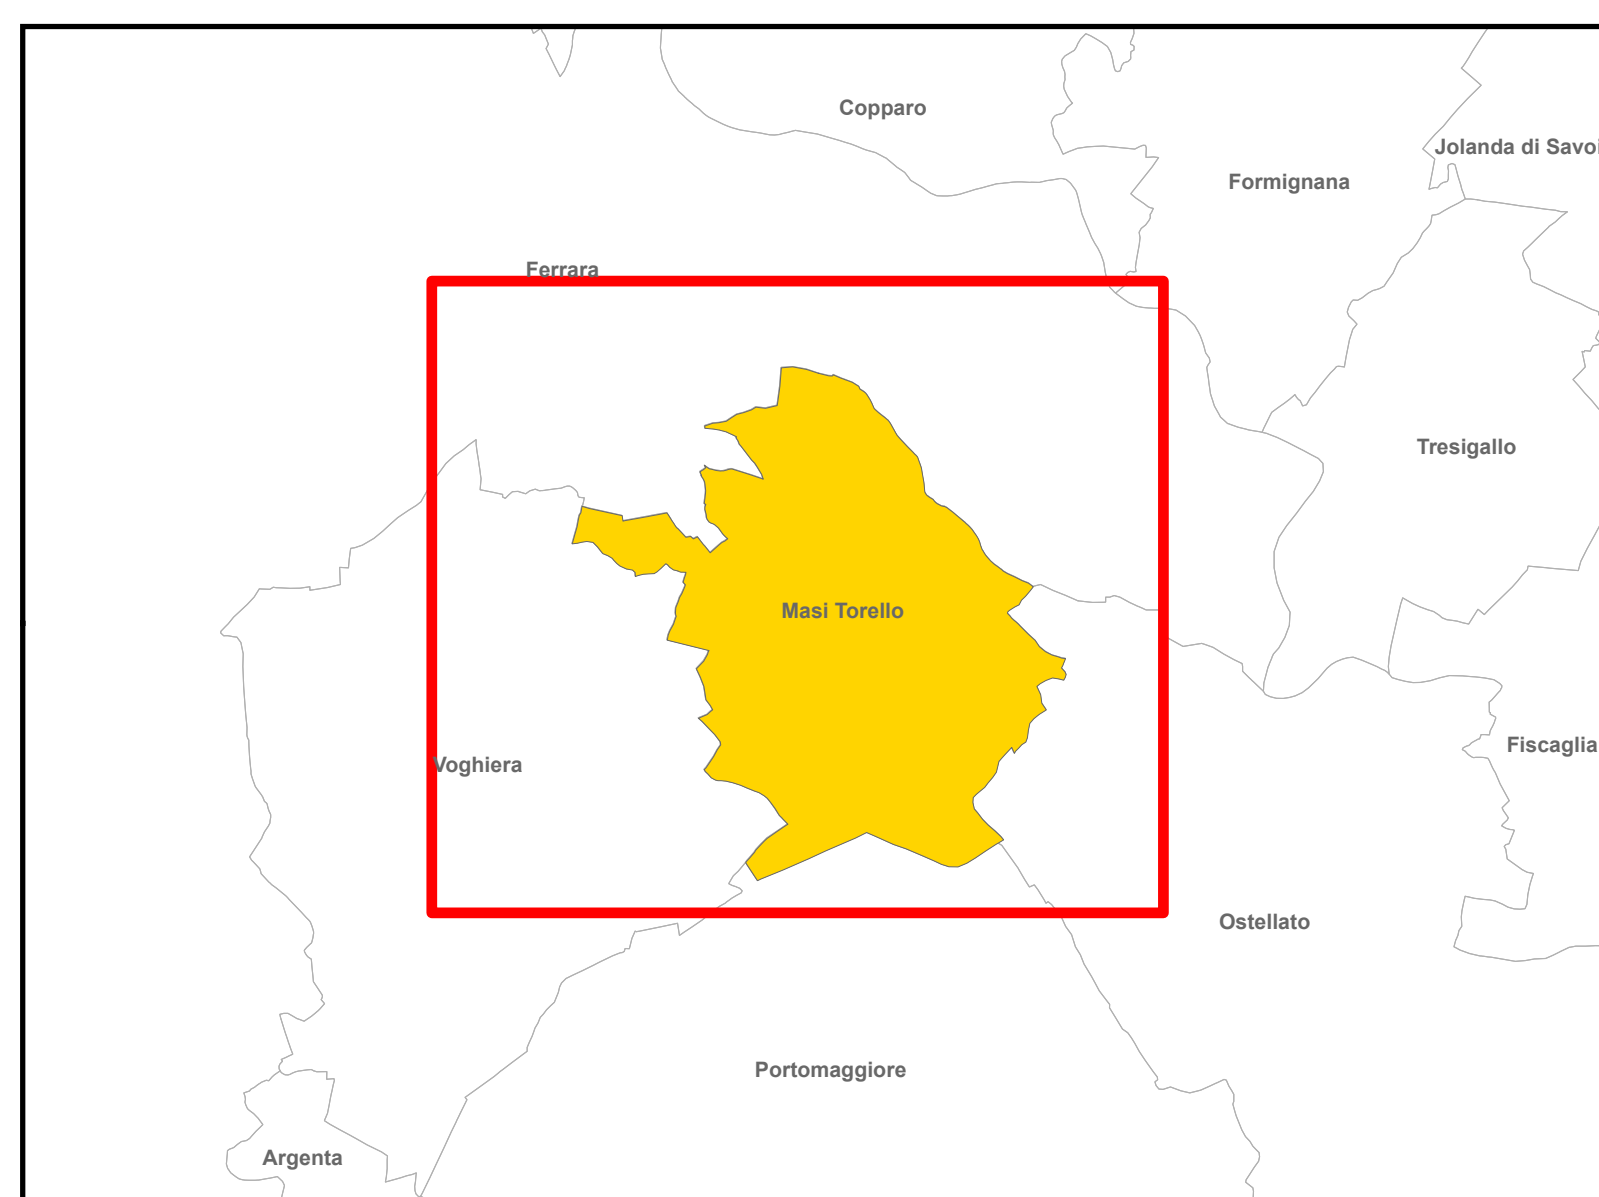 Copparo
Jolanda di Savoi
Formignana
Ferrara
Tresigallo
Masi Torello
Fiscaglia
Voghiera
Ostellato
Portomaggiore
Argenta